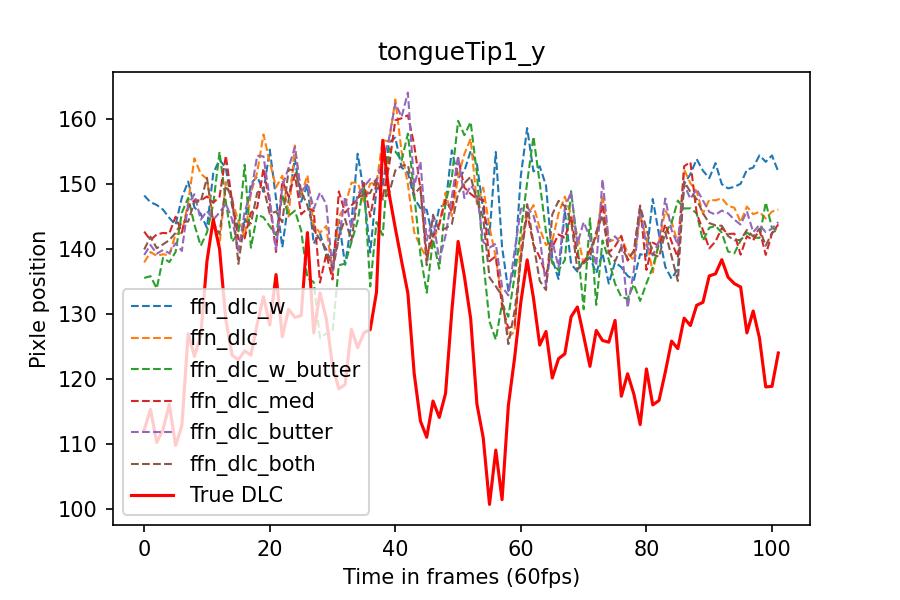 tongueTip1_y
160
150
140
130
120
110
100
Pixle position
ffn_dlc_w
ffn_dlc
ffn_dlc_w_butter
ffn_dlc_med
ffn_dlc_butter
ffn_dlc_both
True DLC
0 20 40 60 80 100
Time in frames (60fps)